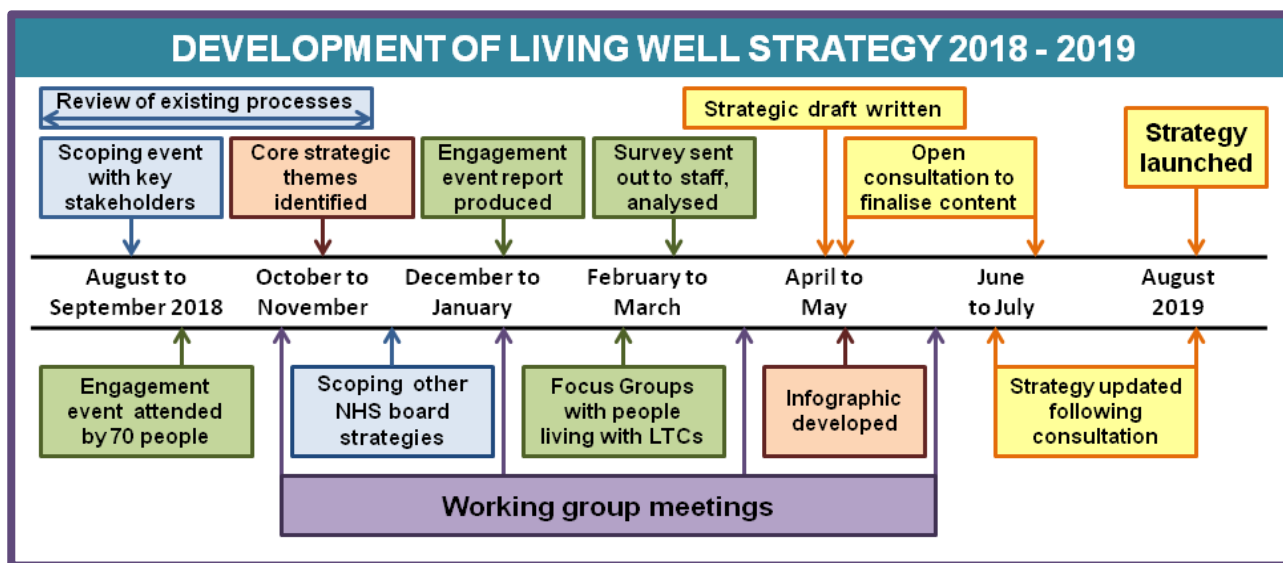 DEVELOPMENT OF LIVING WELL STRATEGY 2018 - 2019
Review of existing processes
Scoping event
with key
stakeholders
Core strategic
themes
identified
Engagement
event report
produced
Survey sent
out to staff,
analysed
Strategic draft written
Open
consultation to
finalise content
Strategy
launched
August to
September 2018
October to
November
December to
January
February to
March
April to
May
June
to July
August
2019
Engagement
event attended
by 70 people
Scoping other
NHS board
strategies
Focus Groups
with people
living with LTCs
Infographic
developed
Strategy updated
following
consultation
Working group meetings